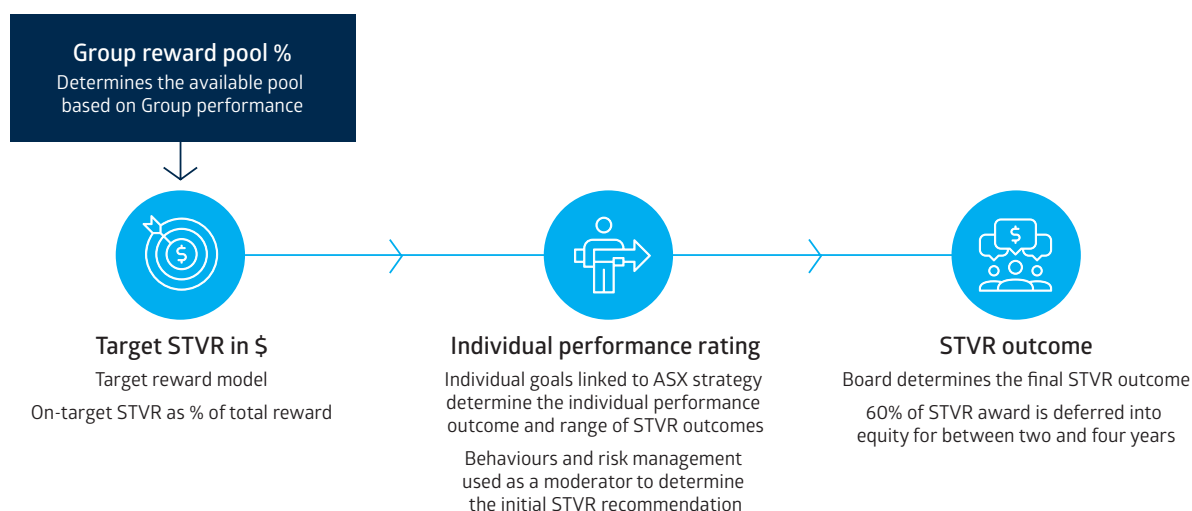 Group reward pool %
Determines the available pool
based on Group performance
$
Target STVR in $
Target reward model
On-target STVR as % of total reward
Individual performance rating
Individual goals linked to ASX strategy
determine the individual performance
outcome and range of STVR outcomes
Behaviours and risk management
used as a moderator to determine
the initial STVR recommendation
$
STVR outcome
Board determines the final STVR outcome
60% of STVR award is deferred into
equity for between two and four years